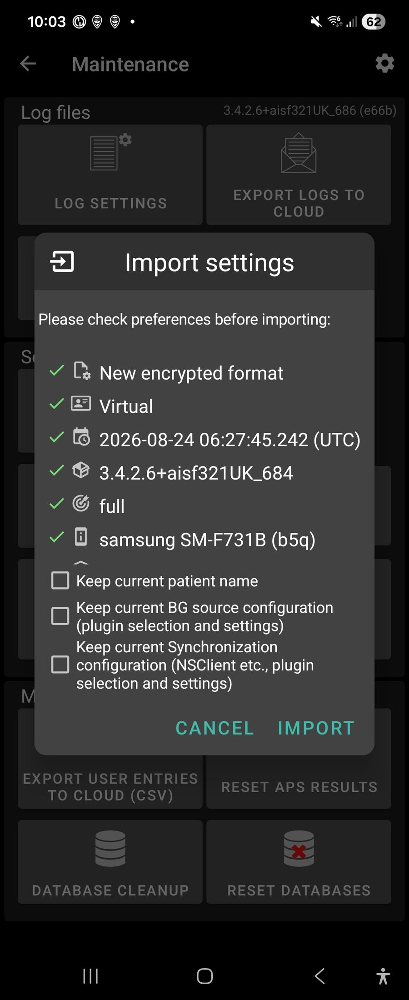 10:03
6
62
Maintenance
Log files
3.4.2.6+aisf321UK_686 (e66b)
LOG SETTINGS
EXPORT LOGS TO
CLOUD
Import settings
Please check preferences before importing:
New encrypted format
Virtual
2026-08-24 06:27:45.242 (UTC)
3.4.2.6+aisf321UK_684
full
samsung SM-F731B (b5q)
Keep current patient name
Keep current BG source configuration
(plugin selection and settings)
Keep current Synchronization
configuration (NSClient etc., plugin
selection and settings)
CANCEL
IMPORT
EXPORT USER ENTRIES
TO CLOUD (CSV)
RESET APS RESULTS
DATABASE CLEANUP
RESET DATABASES